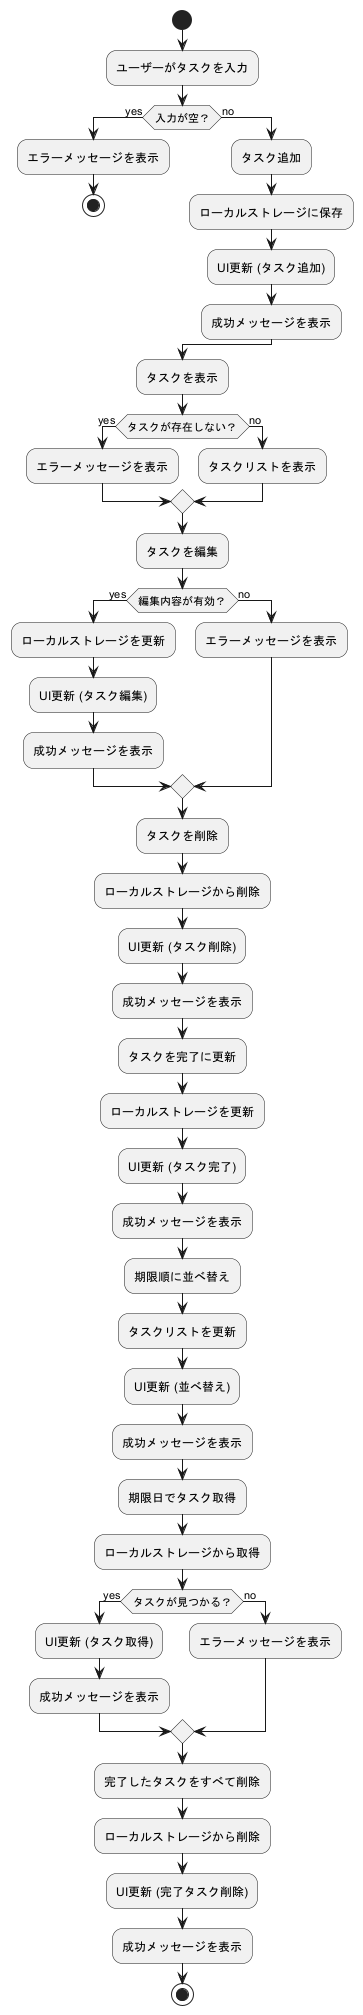 ユーザーがタスクを入力
入力が空？
yes
no
エラーメッセージを表示
タスク追加
ローカルストレージに保存
UI更新 (タスク追加)
成功メッセージを表示
タスクを表示
タスクが存在しない？
yes
no
エラーメッセージを表示
タスクリストを表示
タスクを編集
編集内容が有効？
yes
no
ローカルストレージを更新
UI更新 (タスク編集)
成功メッセージを表示
エラーメッセージを表示
タスクを削除
ローカルストレージから削除
UI更新 (タスク削除)
成功メッセージを表示
タスクを完了に更新
ローカルストレージを更新
UI更新 (タスク完了)
成功メッセージを表示
期限順に並べ替え
タスクリストを更新
UI更新 (並べ替え)
成功メッセージを表示
期限日でタスク取得
ローカルストレージから取得
タスクが見つかる？
yes
no
UI更新 (タスク取得)
成功メッセージを表示
エラーメッセージを表示
完了したタスクをすべて削除
ローカルストレージから削除
UI更新 (完了タスク削除)
成功メッセージを表示